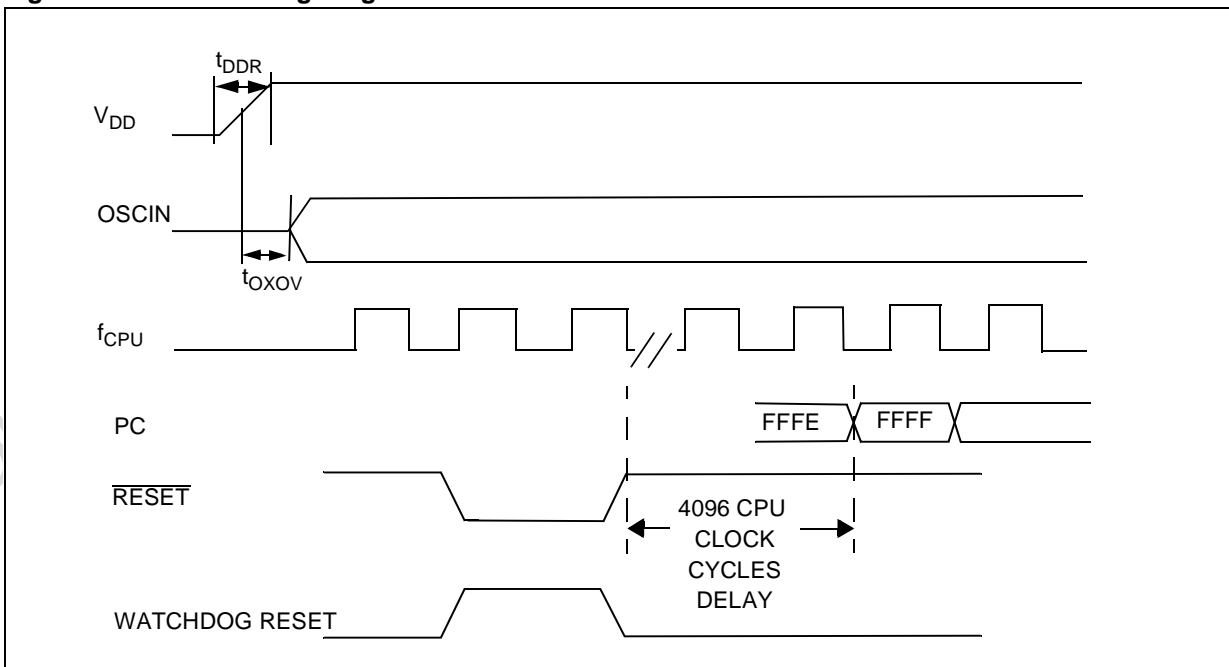 tDDR
VDD
OSCIN
tOXOV
fCPU
PC
FFFE
FFFF
RESET
4096 CPU
CLOCK
CYCLES
DELAY
WATCHDOG RESET